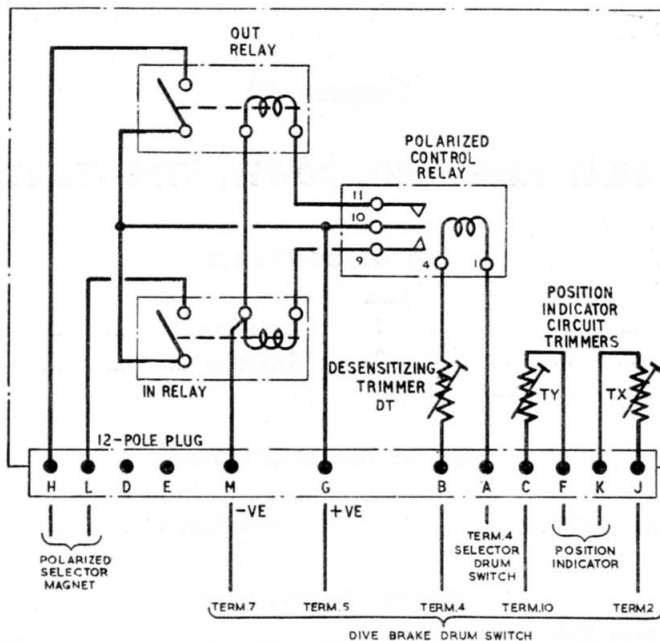 OUT
RELAY
POLARIZED
CONTROL
RELAY
11
10
9
4
1
POSITION
INDICATOR
CIRCUIT
TRIMMERS
DESENSITIZING
TRIMMER
DT
TY
TX
IN RELAY
12-POLE PLUG
H L D E M G B A C F K J
-VE +VE
POLARIZED
SELECTOR
MAGNET
TERM.4
SELECTOR
DRUM
SWITCH
POSITION
INDICATOR
TERM.7 TERM.5 TERM.4 TERM.10 TERM.2
DIVE BRAKE DRUM SWITCH